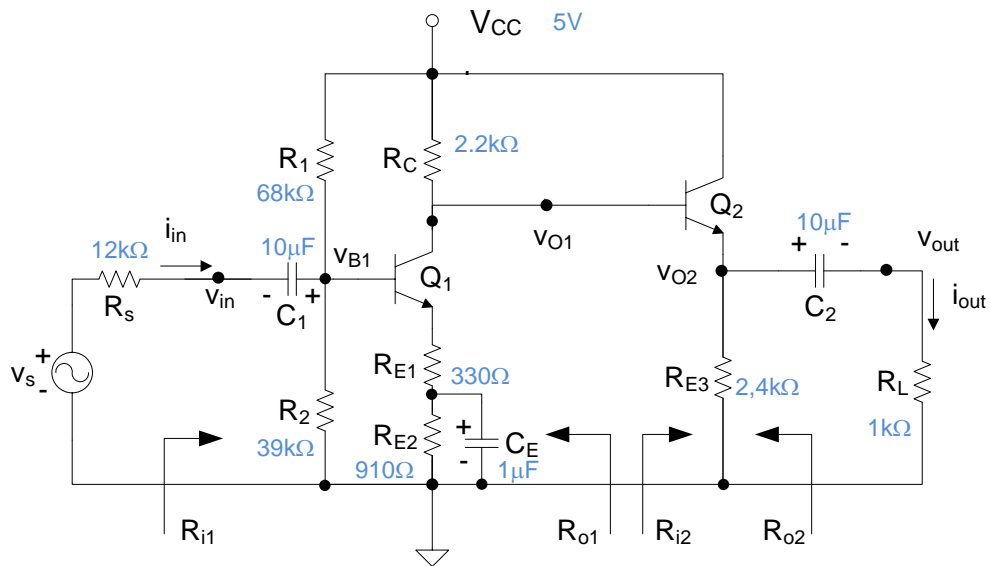 VCC 5V
R1
68kΩ
RC
2.2kΩ
Q2
12kΩ
iin
10μF
vB1
Q1
vO1
10μF
+ -
vout
vO2
Rs
vin
- +
C1
iout
vs
+
-
RE1
330Ω
R2
39kΩ
RE2
910Ω
+
-
CE
1μF
RE3
2,4kΩ
C2
RL
1kΩ
Ri1
Ro1
Ri2
Ro2